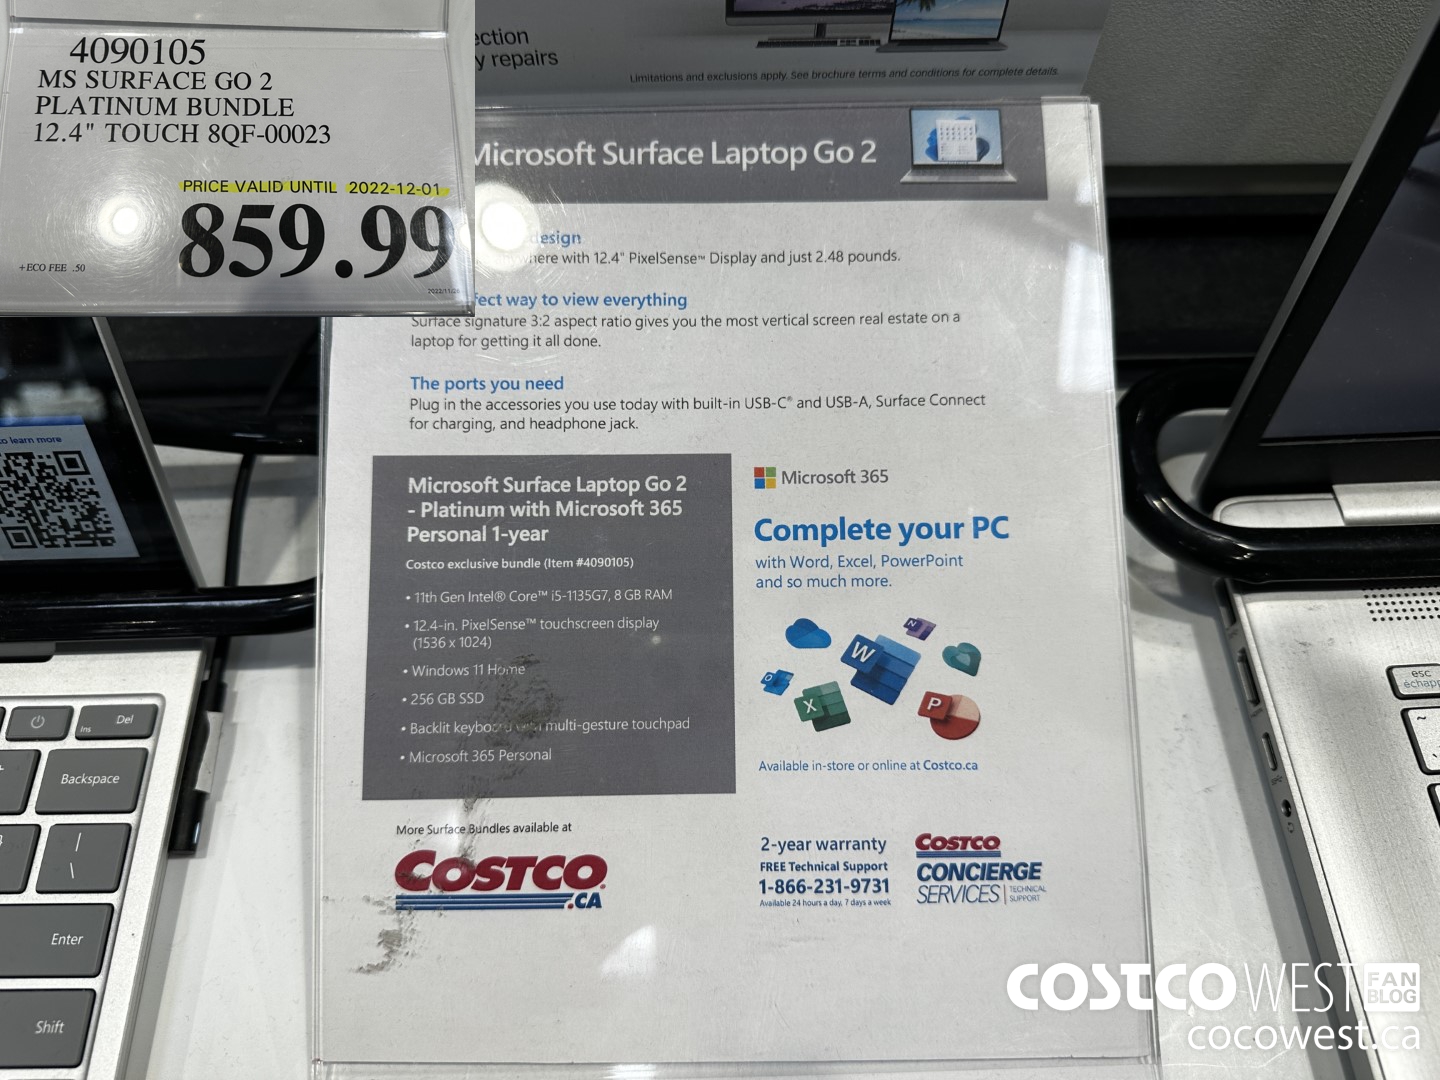 4090105
MS SURFACE GO 2
PLATINUM BUNDLE
12.4" TOUCH 8QF-00023
PRICE VALID UNTIL 2022-12-01
859.99
+ECO FEE .50
repairs
Limitations and exclusions apply. See brochure terms and conditions for complete details.
Microsoft Surface Laptop Go 2
with 12.4" PixelSense™ Display and just 2.48 pounds.
way to view everything
Surface signature 3:2 aspect ratio gives you the most vertical screen real estate on a
laptop for getting it all done.
The ports you need
Plug in the accessories you use today with built-in USB-C® and USB-A, Surface Connect
for charging, and headphone jack.
to learn more
Microsoft Surface Laptop Go 2
- Platinum with Microsoft 365
Personal 1-year
Costco exclusive bundle (Item #4090105)
• 11th Gen Intel® Core™ i5-1135G7, 8 GB RAM
• 12.4-in. PixelSense™ touchscreen display
(1536 x 1024)
• Windows 11 Home
• 256 GB SSD
• Backlit keyboard with multi-gesture touchpad
• Microsoft 365 Personal
Microsoft 365
Complete your PC
with Word, Excel, PowerPoint
and so much more.
N
W
O
X
P
Available in-store or online at Costco.ca
More Surface Bundles available at
COSTCO
.CA
2-year warranty
FREE Technical Support
1-866-231-9731
Available 24 hours a day, 7 days a week
COSTCO
CONCIERGE
SERVICES
TECHNICAL
SUPPORT
Ins
Del
Backspace
|
\
Enter
Shift
esc
échapp
~
COSTCO WEST FAN BLOG
cocowest.ca